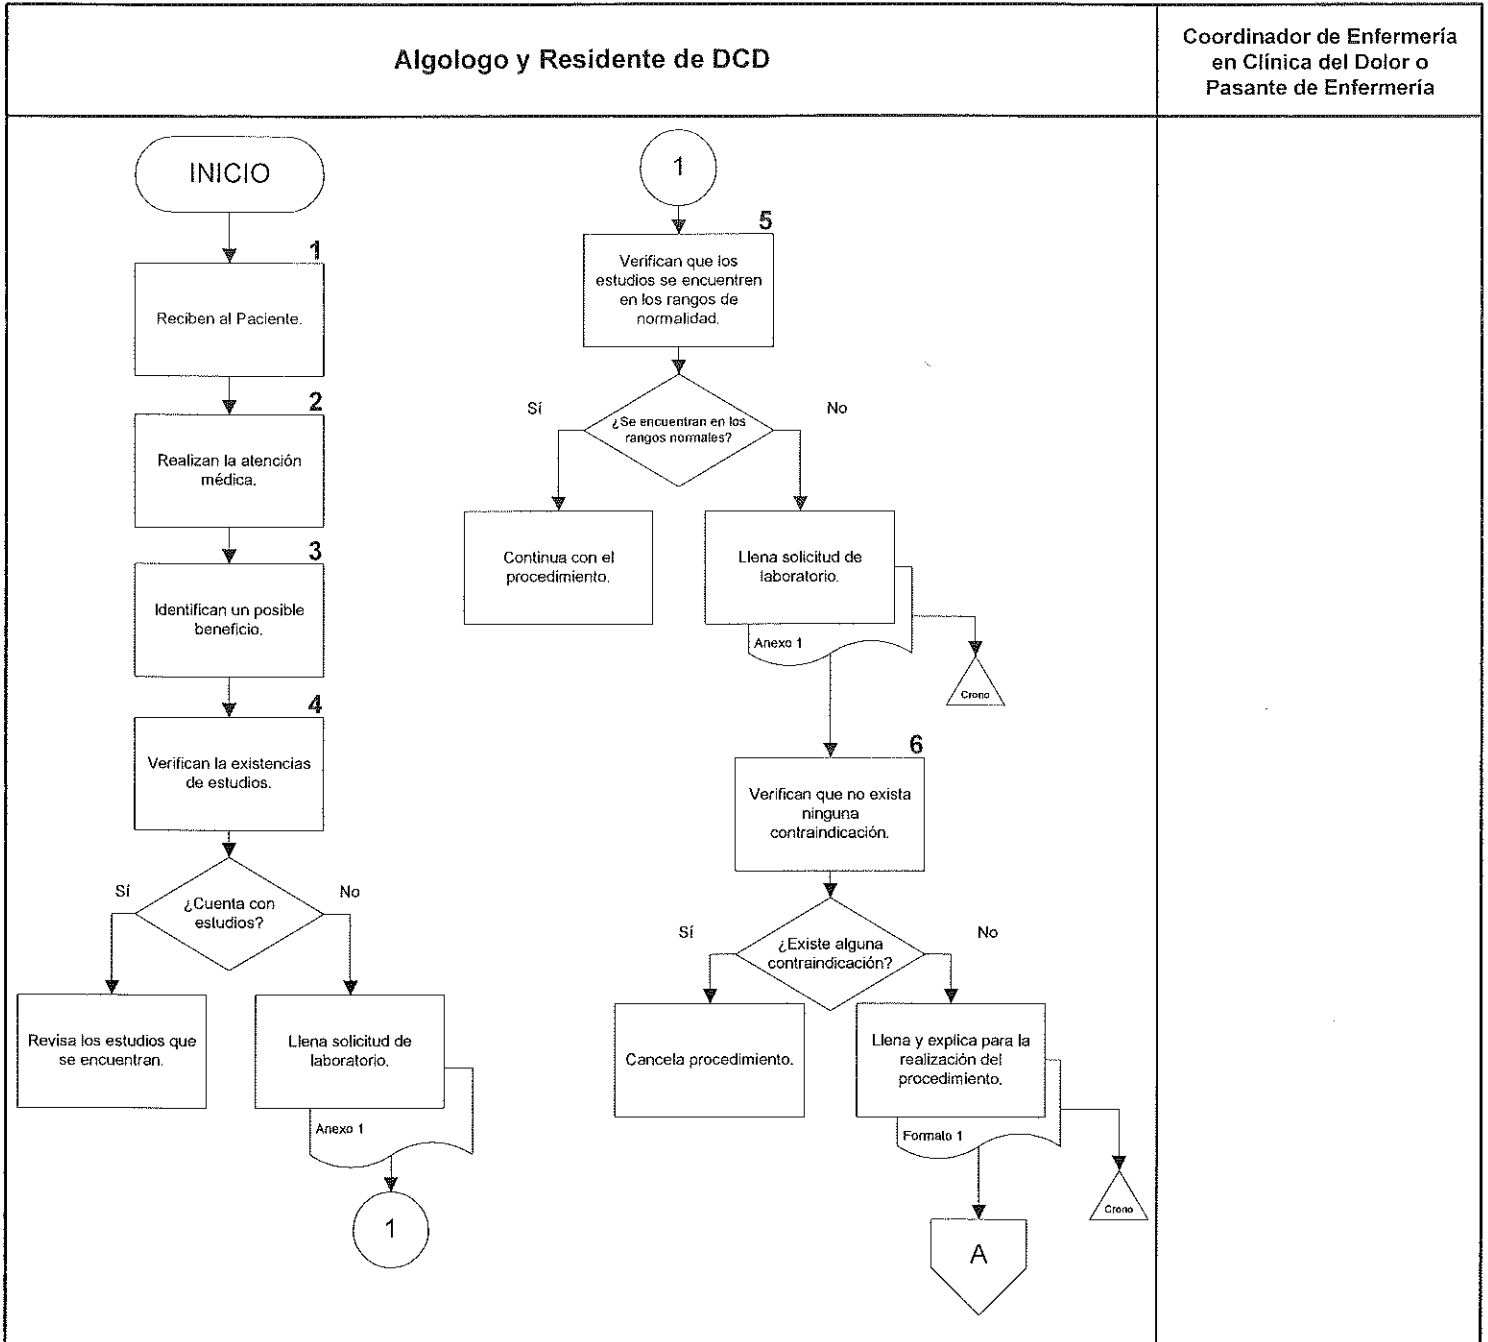 Algologo y Residente de DCD
Coordinador de Enfermería
en Clínica del Dolor o
Pasante de Enfermería
INICIO
1
Reciben al Paciente.
2
Realizan la atención
médica.
3
Identifican un posible
beneficio.
4
Verifican la existencias
de estudios.
¿Cuenta con
estudios?
Sí
No
Revisa los estudios que
se encuentran.
Llena solicitud de
laboratorio.
Anexo 1
1
1
5
Verifican que los
estudios se encuentren
en los rangos de
normalidad.
¿Se encuentran en los
rangos normales?
Sí
No
Continua con el
procedimiento.
Llena solicitud de
laboratorio.
Anexo 1
Crono
6
Verifican que no exista
ninguna
contraindicación.
¿Existe alguna
contraindicación?
Sí
No
Cancela procedimiento.
Llena y explica para la
realización del
procedimiento.
Formato 1
Crono
A